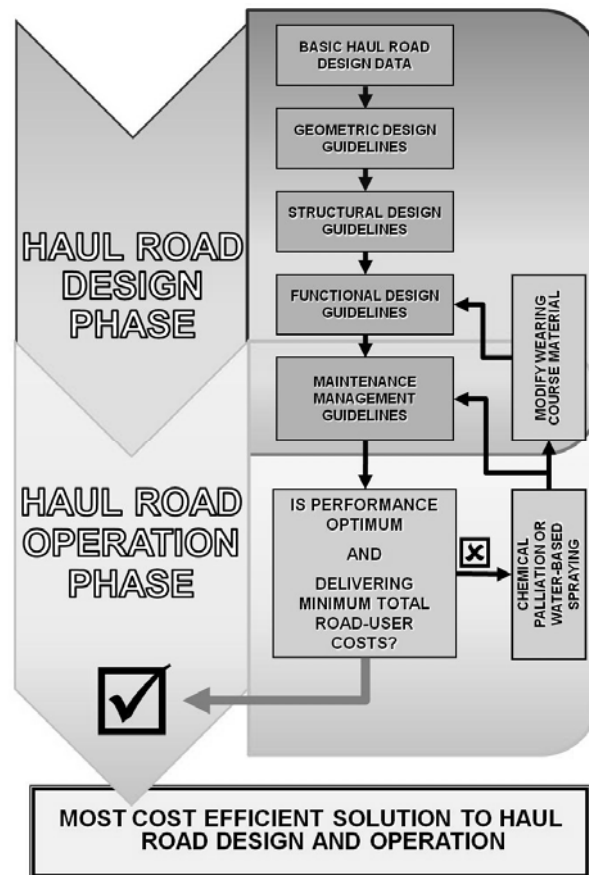 BASIC HAUL ROAD
DESIGN DATA
GEOMETRIC DESIGN
GUIDELINES
STRUCTURAL DESIGN
GUIDELINES
HAUL ROAD
DESIGN
PHASE
FUNCTIONAL DESIGN
GUIDELINES
MODIFY WEARING
COURSE MATERIAL
MAINTENANCE
MANAGEMENT
GUIDELINES
HAUL ROAD
OPERATION
PHASE
IS PERFORMANCE
OPTIMUM
AND
DELIVERING
MINIMUM TOTAL
ROAD-USER
COSTS?
CHEMICAL
PALLIATION OR
WATER-BASED
SPRAYING
MOST COST EFFICIENT SOLUTION TO HAUL
ROAD DESIGN AND OPERATION